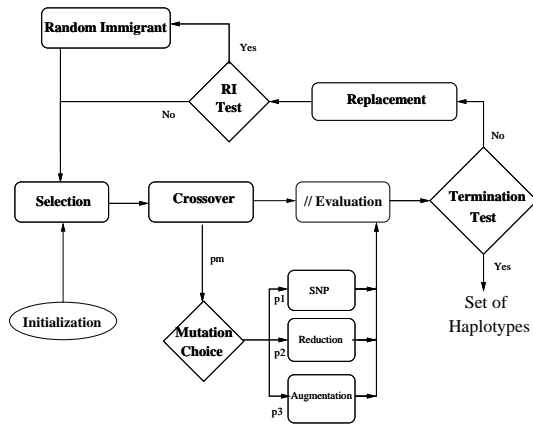 Random Immigrant
Yes
RI
Test
Replacement
No
No
Selection
Crossover
// Evaluation
Termination
Test
pm
Yes
Initialization
Mutation
Choice
p1
SNP
p2
Reduction
p3
Augmentation
Set of
Haplotypes